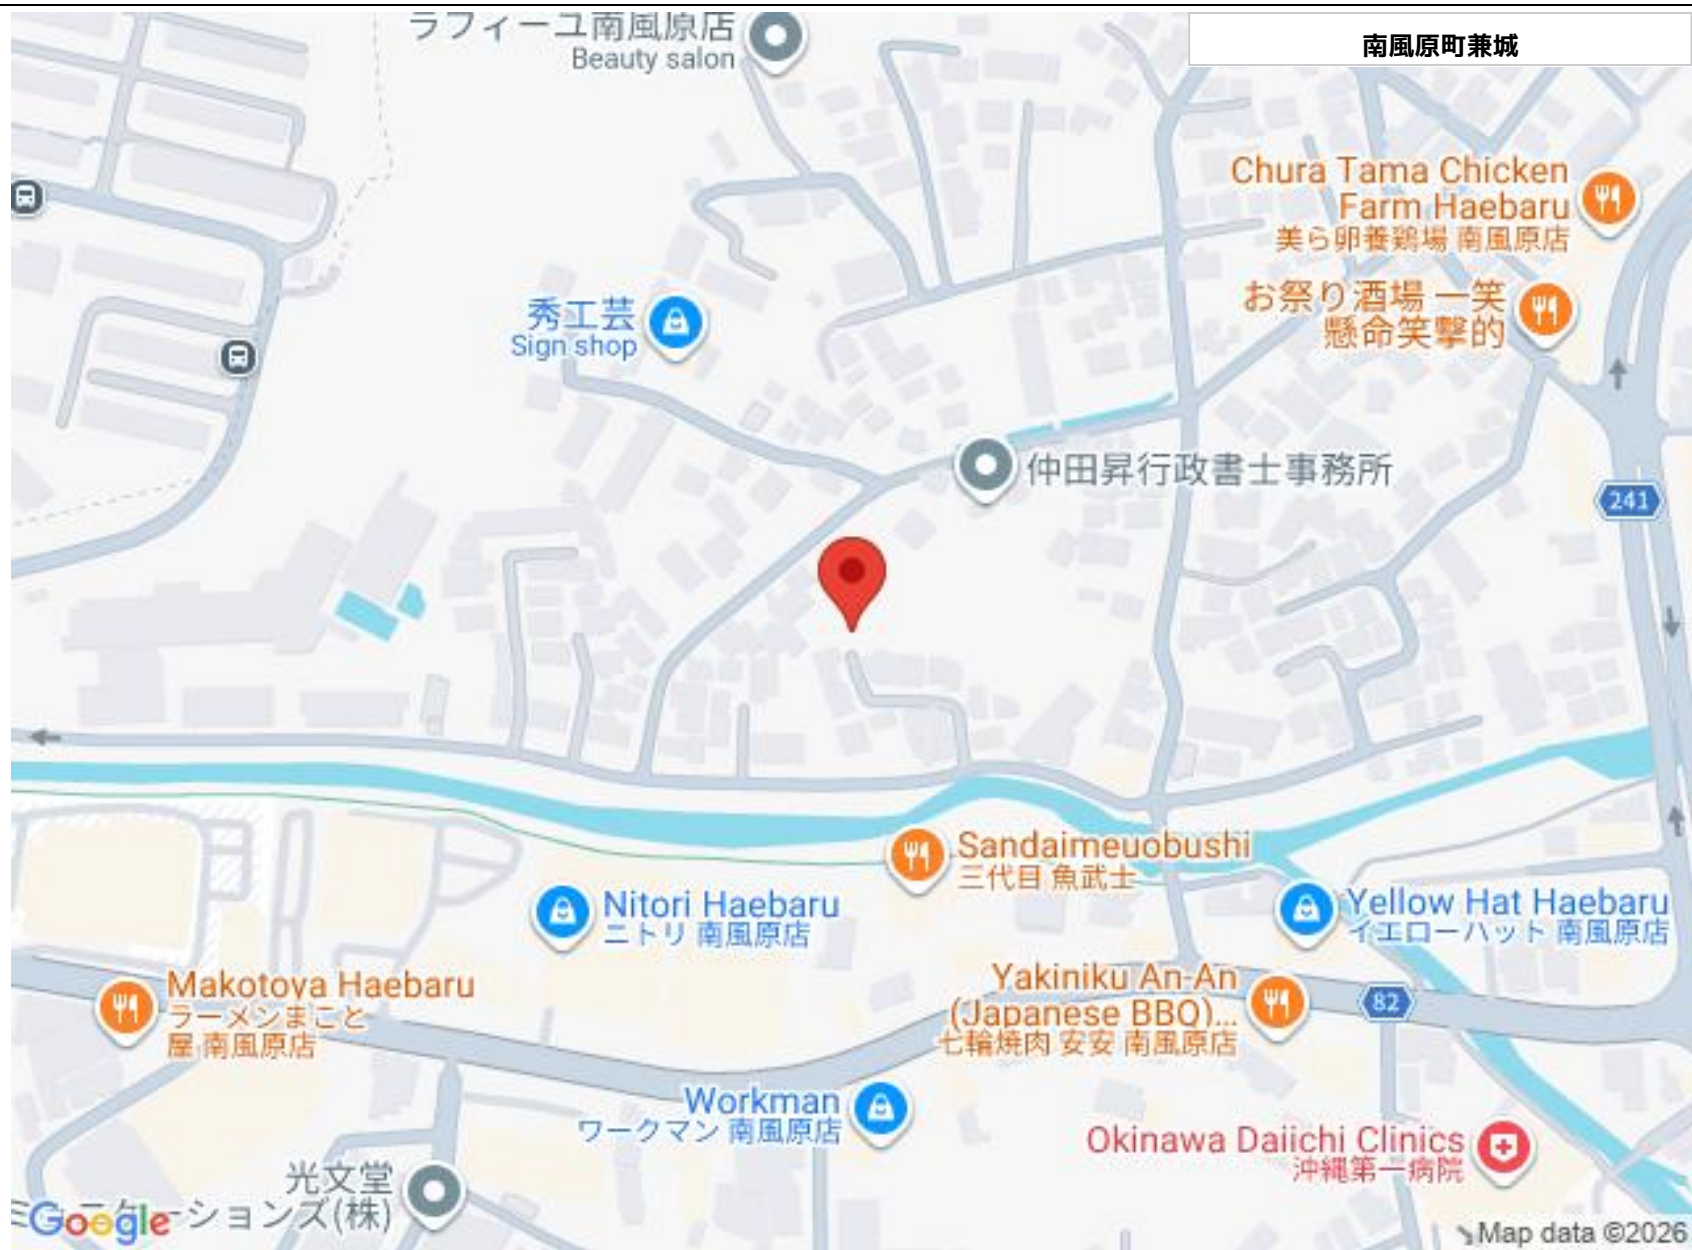 ラフィーユ南風原店
Beauty salon
南風原町兼城
Chura Tama Chicken
Farm Haebaru
美ら卵養鶏場 南風原店
お祭り酒場 一笑
懸命笑撃的
秀工芸
Sign shop
仲田昇行政書士事務所
241
Sandaimeuobushi
三代目 魚武士
Nitori Haebaru
ニトリ 南風原店
Yellow Hat Haebaru
イエローハット 南風原店
Makotoya Haebaru
ラーメンまこと
屋 南風原店
Yakiniku An-An
(Japanese BBQ)...
七輪焼肉 安安 南風原店
82
Workman
ワークマン 南風原店
Okinawa Daiichi Clinics
沖縄第一病院
光文堂
ーションズ(株)
Google
Map data ©2026